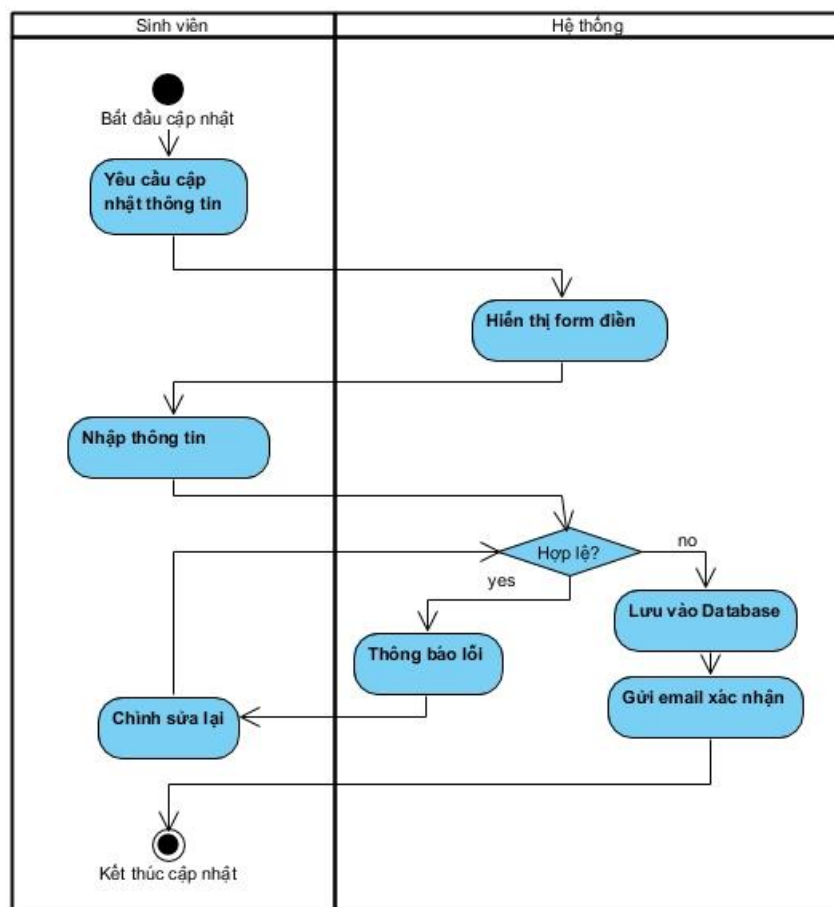 Sinh viên
Hệ thống
Bắt đầu cập nhật
Yêu cầu cập
nhật thông tin
Hiển thị form điền
Nhập thông tin
Hợp lệ?
no
yes
Lưu vào Database
Thông báo lỗi
Gửi email xác nhận
Chỉnh sửa lại
Kết thúc cập nhật